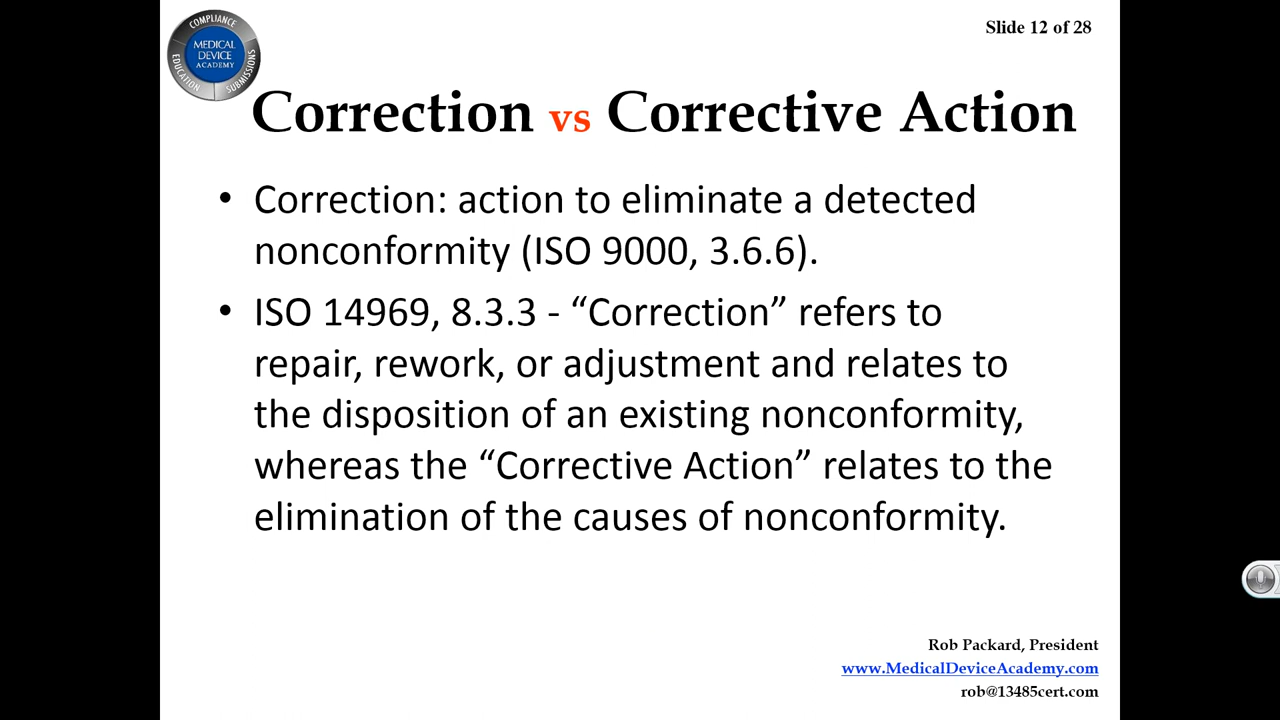 COMPLIANCE
MEDICAL
DEVICE
ACADEMY
EDUCATION
SUBMISSIONS
Slide 12 of 28
Correction vs Corrective Action
• Correction: action to eliminate a detected
nonconformity (ISO 9000, 3.6.6).
• ISO 14969, 8.3.3 - “Correction” refers to
repair, rework, or adjustment and relates to
the disposition of an existing nonconformity,
whereas the “Corrective Action” relates to the
elimination of the causes of nonconformity.
Rob Packard, President
www.MedicalDeviceAcademy.com
rob@13485cert.com